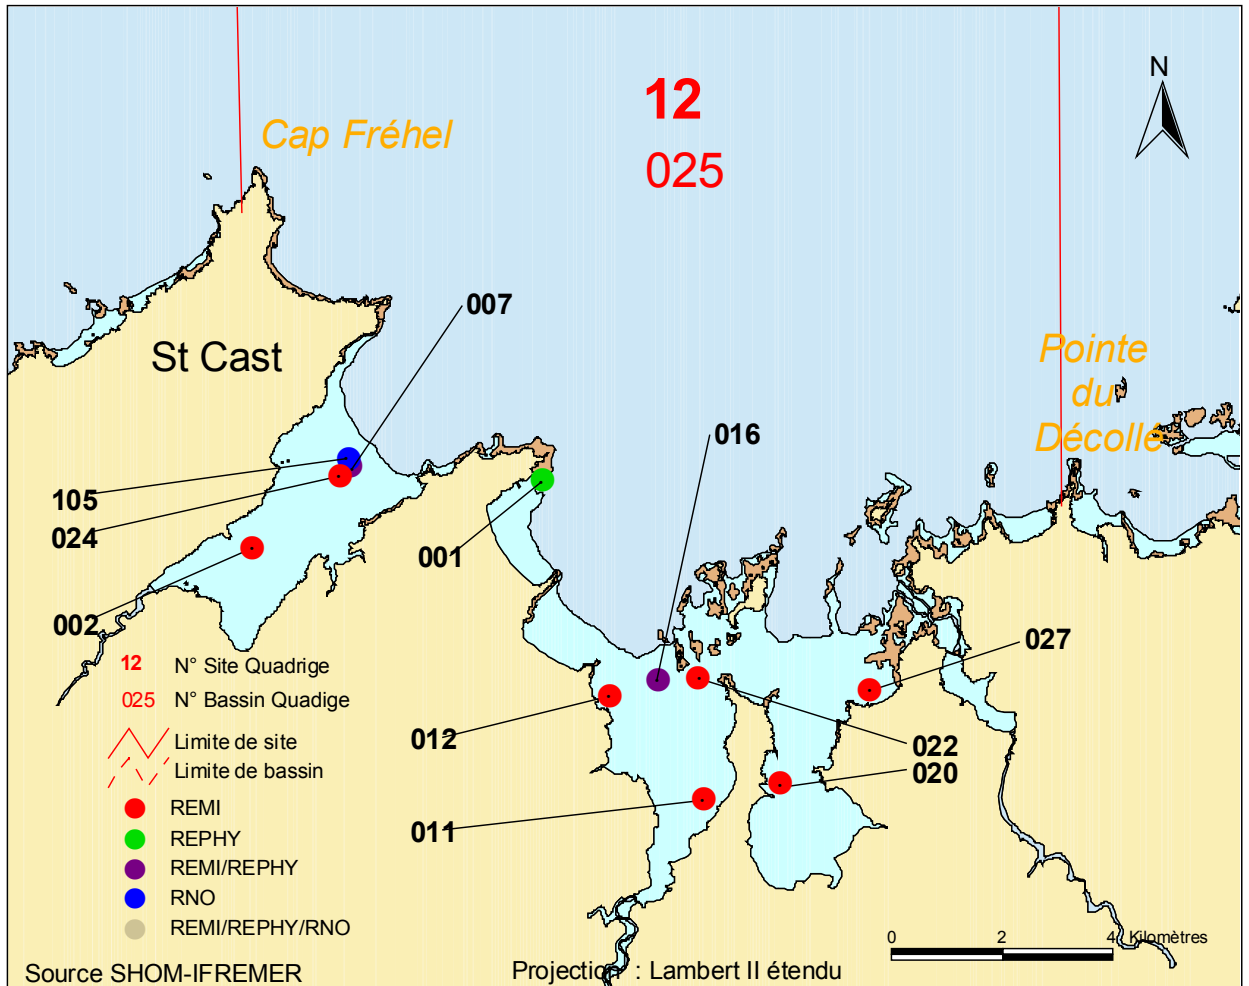 12
025
N
Cap Fréhel
007
St Cast
Pointe
du
Décollé
016
105
024
001
002
027
12 N° Site Quadrige
025 N° Bassin Quadige
012
022
Limite de site
020
Limite de bassin
REMI
011
REPHY
REMI/REPHY
RNO
REMI/REPHY/RNO
0 2 4 Kilomètres
Source SHOM-IFREMER
Projection : Lambert II étendu